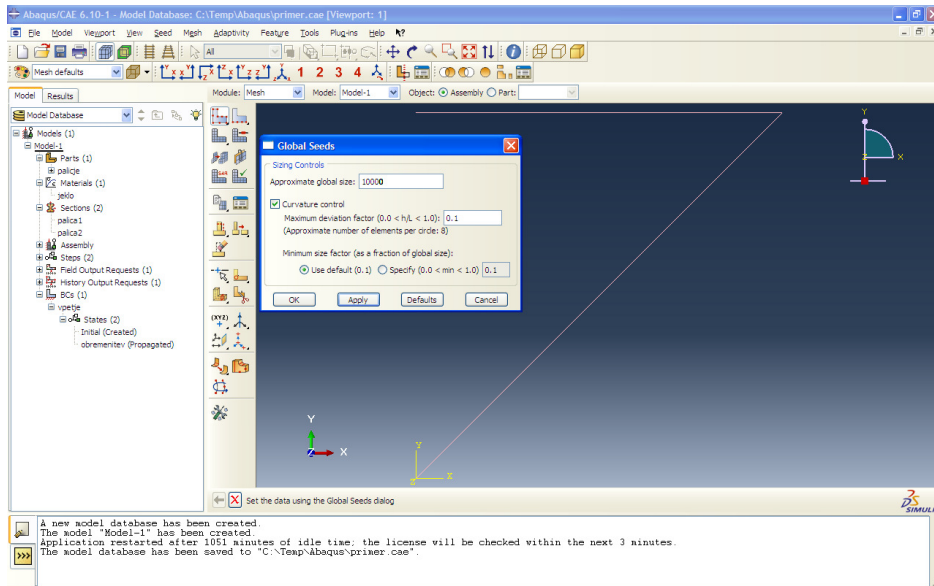 Abaqus/CAE 6.10-1 - Model Database: C:\Temp\Abaqus\primer.cae [Viewport: 1]
File Model Viewport View Seed Mesh Adaptivity Feature Tools Plug-ins Help
All
Mesh defaults
1 2 3 4
Model Results
Module: Mesh Model: Model-1 Object: Assembly Part:
Model Database
Models (1)
Model-1
Parts (1)
palicje
Materials (1)
jeklo
Sections (2)
palica1
palica2
Assembly
Steps (2)
Field Output Requests (1)
History Output Requests (1)
BCs (1)
vpetje
States (2)
Initial (Created)
obremenitev (Propagated)
(XYZ)
Global Seeds
Sizing Controls
Approximate global size: 10000
Curvature control
Maximum deviation factor (0.0 < h/L < 1.0): 0.1
(Approximate number of elements per circle: 8)
Minimum size factor (as a fraction of global size):
Use default (0.1) Specify (0.0 < min < 1.0) 0.1
OK Apply Defaults Cancel
Y
Z X
Y
Z X
Y
Z X
Set the data using the Global Seeds dialog
SIMULI
A new model database has been created.
The model "Model-1" has been created.
Application restarted after 1051 minutes of idle time; the license will be checked within the next 3 minutes.
The model database has been saved to "C:\Temp\Abaqus\primer.cae".
>>>